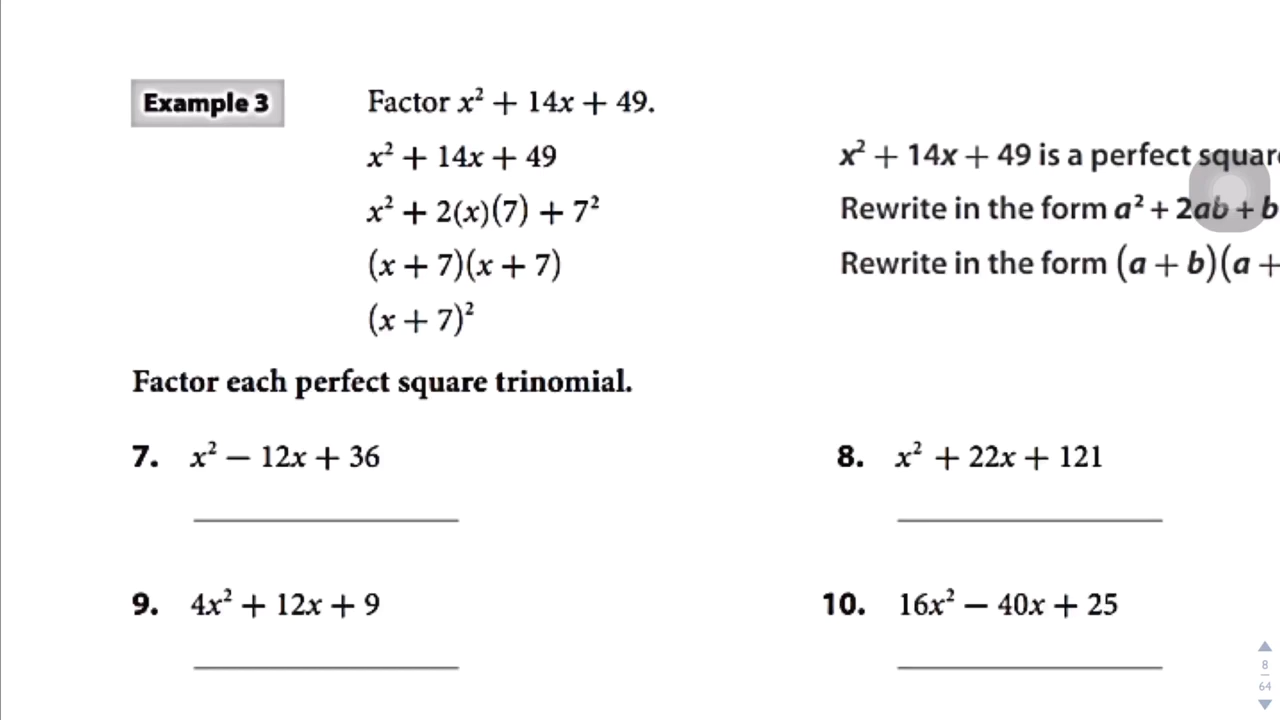 Example 3 Factor x² + 14x + 49.
x² + 14x + 49 x² + 14x + 49 is a perfect square
x² + 2(x)(7) + 7² Rewrite in the form a² + 2ab + b
(x + 7)(x + 7) Rewrite in the form (a + b)(a +
(x + 7)²
Factor each perfect square trinomial.
7. x² − 12x + 36 8. x² + 22x + 121
9. 4x² + 12x + 9 10. 16x² − 40x + 25
8
64